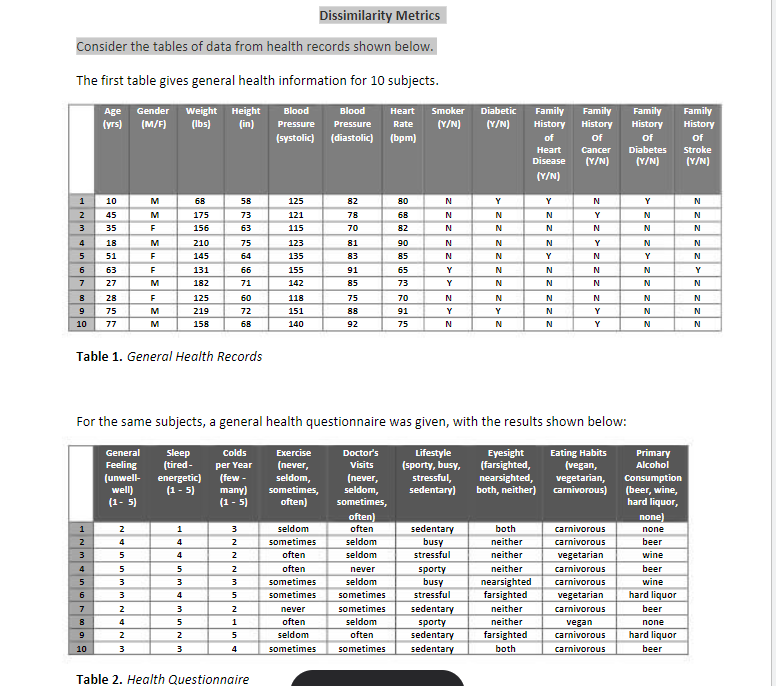 Dissimilarity Metrics
Consider the tables of data from health records shown below.
The first table gives general health information for 10 subjects.
Age (yrs) Gender (M/F) Weight (lbs) Height (in) Blood Pressure (systolic) Blood Pressure (diastolic) Heart Rate (bpm) Smoker (Y/N) Diabetic (Y/N) Family History of Heart Disease (Y/N) Family History Of Cancer (Y/N) Family History Of Diabetes (Y/N) Family History Of Stroke (Y/N)
1 10 M 68 58 125 82 80 N Y Y N Y N
2 45 M 175 73 121 78 68 N N N Y N N
3 35 F 156 63 115 70 82 N N N N N N
4 18 M 210 75 123 81 90 N N N Y N N
5 51 F 145 64 135 83 85 N N Y N Y N
6 63 F 131 66 155 91 65 Y N N N N Y
7 27 M 182 71 142 85 73 Y N N N N N
8 28 F 125 60 118 75 70 N N N N N N
9 75 M 219 72 151 88 91 Y Y N Y N N
10 77 M 158 68 140 92 75 N N N Y N N
Table 1. General Health Records
For the same subjects, a general health questionnaire was given, with the results shown below:
General Feeling (unwell-well) (1- 5) Sleep (tired - energetic) (1 - 5) Colds per Year (few - many) (1 - 5) Exercise (never, seldom, sometimes, often) Doctor's Visits (never, seldom, sometimes, often) Lifestyle (sporty, busy, stressful, sedentary) Eyesight (farsighted, nearsighted, both, neither) Eating Habits (vegan, vegetarian, carnivorous) Primary Alcohol Consumption (beer, wine, hard liquor, none)
1 2 1 3 seldom often sedentary both carnivorous none
2 4 4 2 sometimes seldom busy neither carnivorous beer
3 5 4 2 often seldom stressful neither vegetarian wine
4 5 5 2 often never sporty neither carnivorous beer
5 3 3 3 sometimes seldom busy nearsighted carnivorous wine
6 3 4 5 sometimes sometimes stressful farsighted vegetarian hard liquor
7 2 3 2 never sometimes sedentary neither carnivorous beer
8 4 5 1 often seldom sporty neither vegan none
9 2 2 5 seldom often sedentary farsighted carnivorous hard liquor
10 3 3 4 sometimes sometimes sedentary both carnivorous beer
Table 2. Health Questionnaire